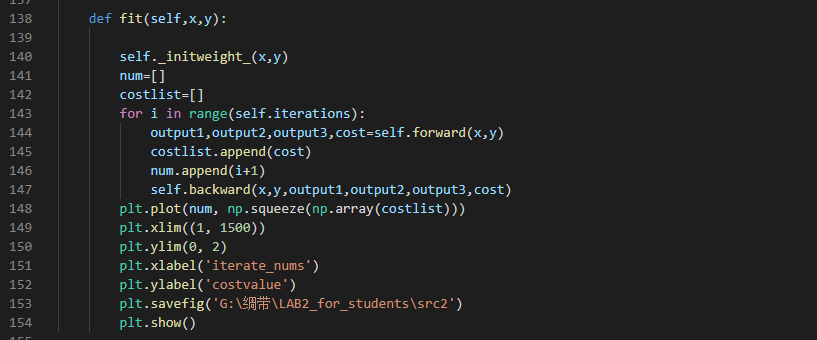 138 def fit(self,x,y):
139
140 self._initweight_(x,y)
141 num=[]
142 costlist=[]
143 for i in range(self.iterations):
144 output1,output2,output3,cost=self.forward(x,y)
145 costlist.append(cost)
146 num.append(i+1)
147 self.backward(x,y,output1,output2,output3,cost)
148 plt.plot(num, np.squeeze(np.array(costlist)))
149 plt.xlim((1, 1500))
150 plt.ylim(0, 2)
151 plt.xlabel('iterate_nums')
152 plt.ylabel('costvalue')
153 plt.savefig('G:\绸带\LAB2_for_students\src2')
154 plt.show()